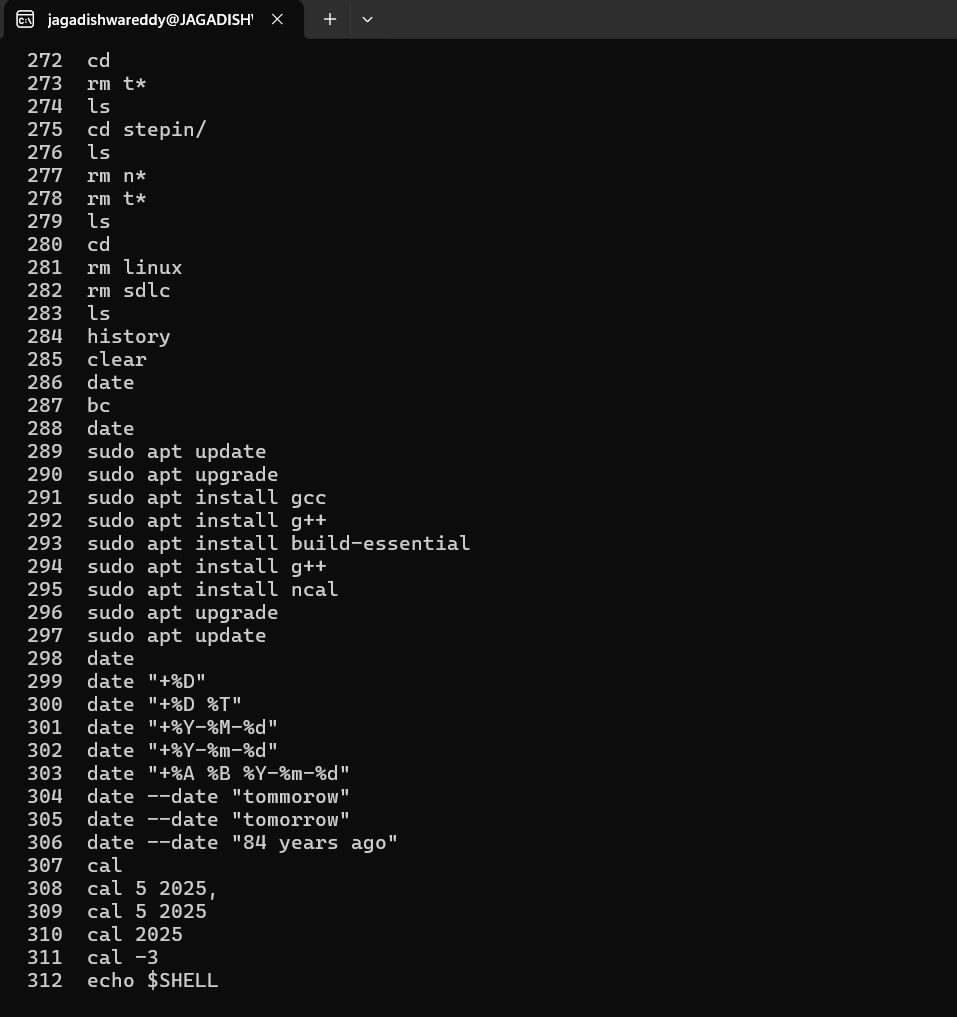 jagadishwareddy@JAGADISH
272 cd
273 rm t*
274 ls
275 cd stepin/
276 ls
277 rm n*
278 rm t*
279 ls
280 cd
281 rm linux
282 rm sdlc
283 ls
284 history
285 clear
286 date
287 bc
288 date
289 sudo apt update
290 sudo apt upgrade
291 sudo apt install gcc
292 sudo apt install g++
293 sudo apt install build-essential
294 sudo apt install g++
295 sudo apt install ncal
296 sudo apt upgrade
297 sudo apt update
298 date
299 date "+%D"
300 date "+%D %T"
301 date "+%Y-%M-%d"
302 date "+%Y-%m-%d"
303 date "+%A %B %Y-%m-%d"
304 date --date "tommorow"
305 date --date "tomorrow"
306 date --date "84 years ago"
307 cal
308 cal 5 2025,
309 cal 5 2025
310 cal 2025
311 cal -3
312 echo $SHELL